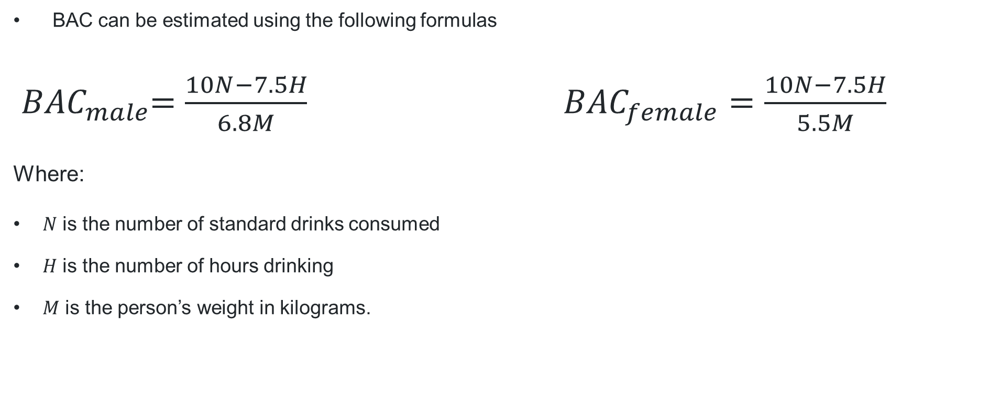 • BAC can be estimated using the following formulas
$BAC_{male} = \frac{10N-7.5H}{6.8M}$ $BAC_{female} = \frac{10N-7.5H}{5.5M}$
Where:
• $N$ is the number of standard drinks consumed
• $H$ is the number of hours drinking
• $M$ is the person’s weight in kilograms.